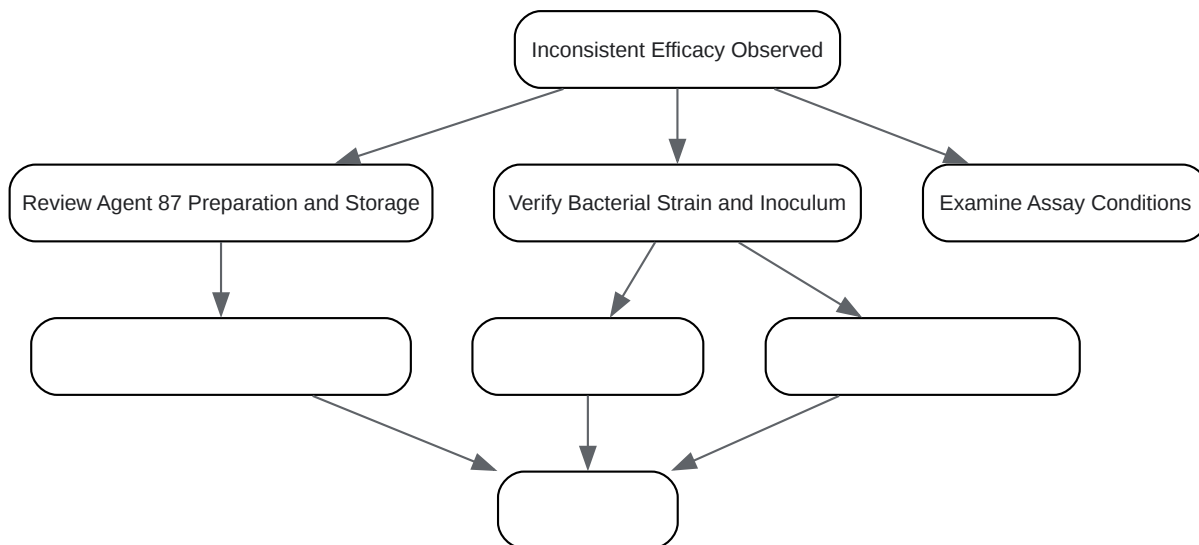 Inconsistent Efficacy Observed
Review Agent 87 Preparation and Storage
Verify Bacterial Strain and Inoculum
Examine Assay Conditions